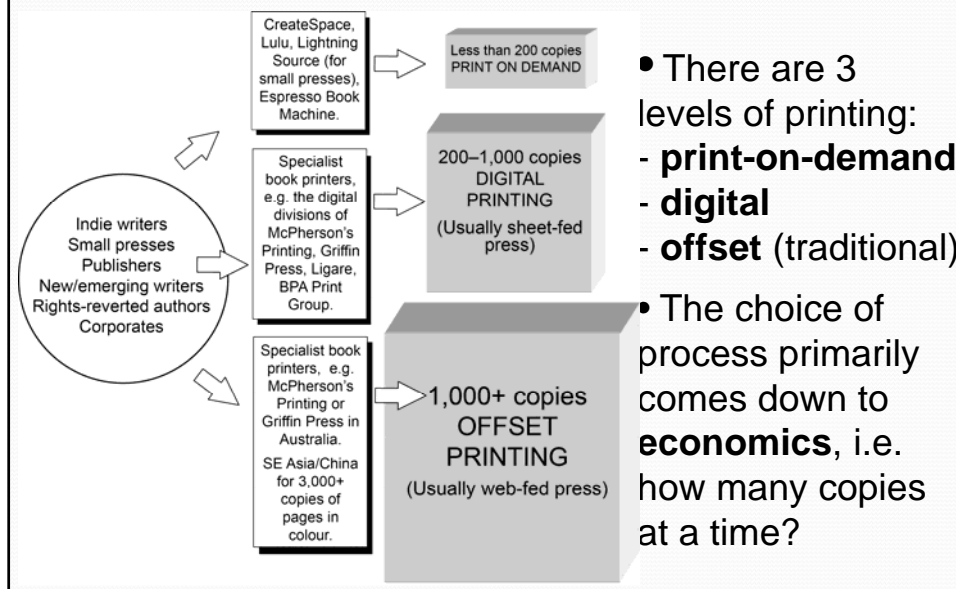 Indie writers
Small presses
Publishers
New/emerging writers
Rights-reverted authors
Corporates
CreateSpace,
Lulu, Lightning
Source (for
small presses),
Espresso Book
Machine.
Less than 200 copies
PRINT ON DEMAND
Specialist
book printers,
e.g. the digital
divisions of
McPherson's
Printing, Griffin
Press, Ligare,
BPA Print
Group.
200–1,000 copies
DIGITAL
PRINTING
(Usually sheet-fed
press)
Specialist book
printers, e.g.
McPherson's
Printing or
Griffin Press in
Australia.
SE Asia/China
for 3,000+
copies of
pages in
colour.
1,000+ copies
OFFSET
PRINTING
(Usually web-fed press)
• There are 3
levels of printing:
- print-on-demand
- digital
- offset (traditional)
• The choice of
process primarily
comes down to
economics, i.e.
how many copies
at a time?